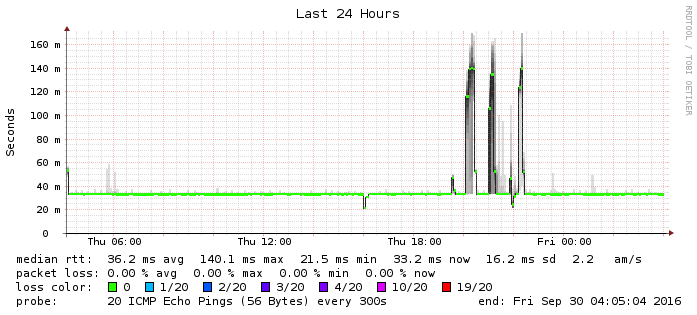 Last 24 Hours
RRDTOOL / TOBI OETIKER
Seconds
160 m
140 m
120 m
100 m
80 m
60 m
40 m
20 m
0
Thu 06:00 Thu 12:00 Thu 18:00 Fri 00:00
median rtt: 36.2 ms avg 140.1 ms max 21.5 ms min 33.2 ms now 16.2 ms sd 2.2 am/s
packet loss: 0.00 % avg 0.00 % max 0.00 % min 0.00 % now
loss color: 0 1/20 2/20 3/20 4/20 10/20 19/20
probe: 20 ICMP Echo Pings (56 Bytes) every 300s end: Fri Sep 30 04:05:04 2016